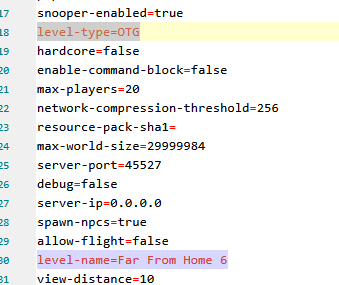 17 snooper-enabled=true
18 level-type=OTG
19 hardcore=false
20 enable-command-block=false
21 max-players=20
22 network-compression-threshold=256
23 resource-pack-sha1=
24 max-world-size=29999984
25 server-port=45527
26 debug=false
27 server-ip=0.0.0.0
28 spawn-npcs=true
29 allow-flight=false
30 level-name=Far From Home 6
31 view-distance=10